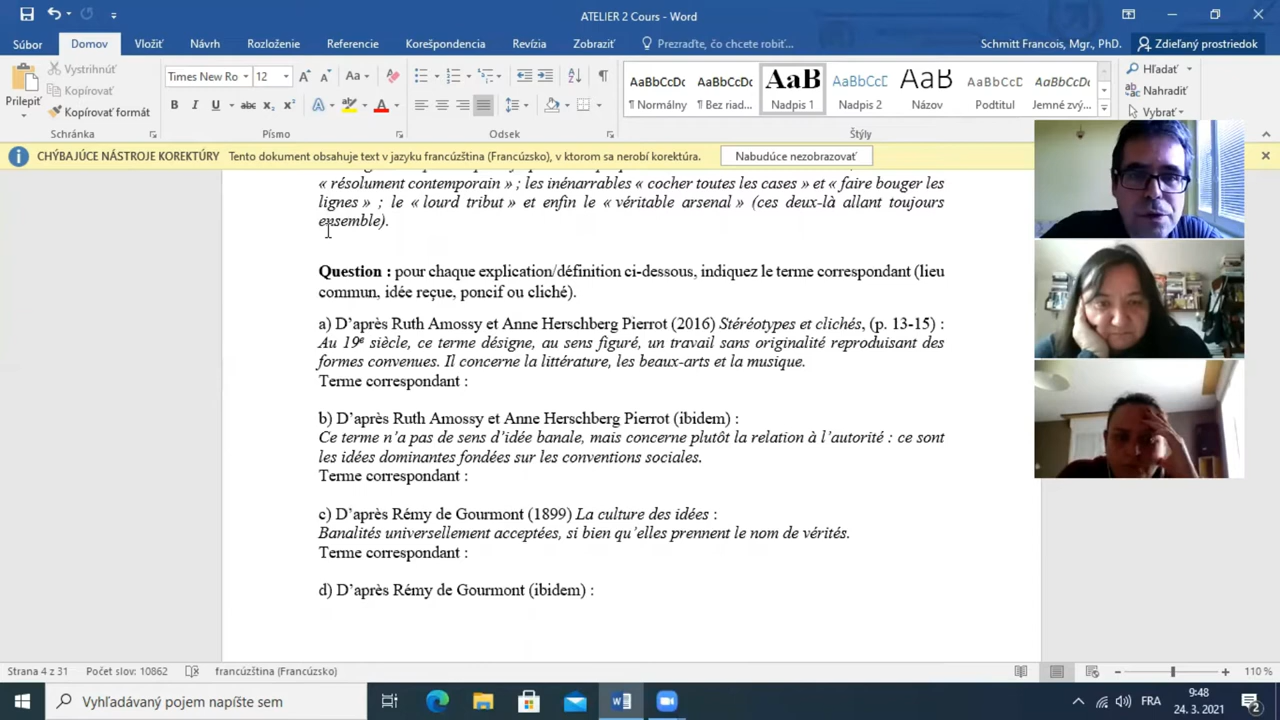 ATELIER 2 Cours - Word
Súbor Domov Vložiť Návrh Rozloženie Referencie Korešpondencia Revízia Zobraziť Prezraďte, čo chcete robiť... Schmitt Francois, Mgr., PhD. Zdieľaný prostriedok
Prilepiť
Vystrihnúť
Kopírovať
Kopírovať formát
Schránka
Times New Ro 12 Aa
B I U abc x₂ x² A A
Písmo
Odsek
AaBbCcDc AaBbCcDc AaB AaBbCcD AaB AaBbCcD AaBbCcDc
¶ Normálny ¶ Bez riad... Nadpis 1 Nadpis 2 Názov Podtitul Jemné zvý...
Štýly
Hľadať
Nahradiť
Vybrať
CHÝBAJÚCE NÁSTROJE KOREKTÚRY Tento dokument obsahuje text v jazyku francúzština (Francúzsko), v ktorom sa nerobí korektúra. Nabudúce nezobrazovať
« résolument contemporain » ; les inénarrables « cocher toutes les cases » et « faire bouger les
lignes » ; le « lourd tribut » et enfin le « véritable arsenal » (ces deux-là allant toujours
ensemble).
Question : pour chaque explication/définition ci-dessous, indiquez le terme correspondant (lieu
commun, idée reçue, poncif ou cliché).
a) D’après Ruth Amossy et Anne Herschberg Pierrot (2016) Stéréotypes et clichés, (p. 13-15) :
Au 19e siècle, ce terme désigne, au sens figuré, un travail sans originalité reproduisant des
formes convenues. Il concerne la littérature, les beaux-arts et la musique.
Terme correspondant :
b) D’après Ruth Amossy et Anne Herschberg Pierrot (ibidem) :
Ce terme n’a pas de sens d’idée banale, mais concerne plutôt la relation à l’autorité : ce sont
les idées dominantes fondées sur les conventions sociales.
Terme correspondant :
c) D’après Rémy de Gourmont (1899) La culture des idées :
Banalités universellement acceptées, si bien qu’elles prennent le nom de vérités.
Terme correspondant :
d) D’après Rémy de Gourmont (ibidem) :
Strana 4 z 31 Počet slov: 10862 francúzština (Francúzsko) 110 %
Vyhľadávaný pojem napíšte sem FRA 9:48
24. 3. 2021 2